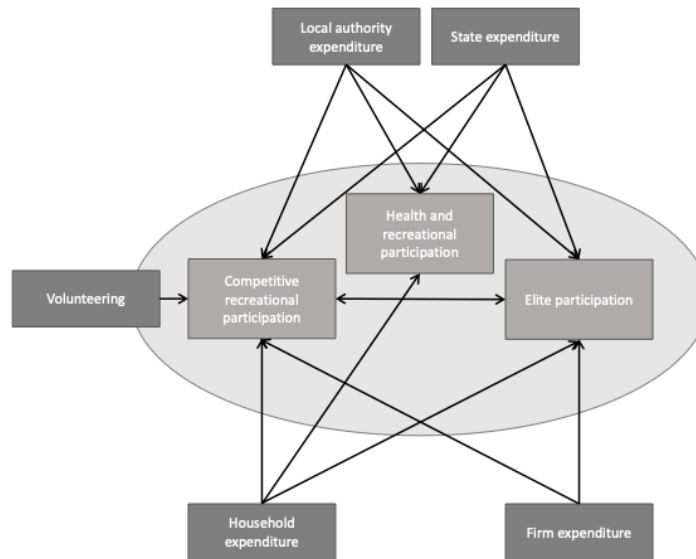 Local authority
expenditure
State expenditure
Health and
recreational
participation
Volunteering
Competitive
recreational
participation
Elite participation
Household
expenditure
Firm expenditure